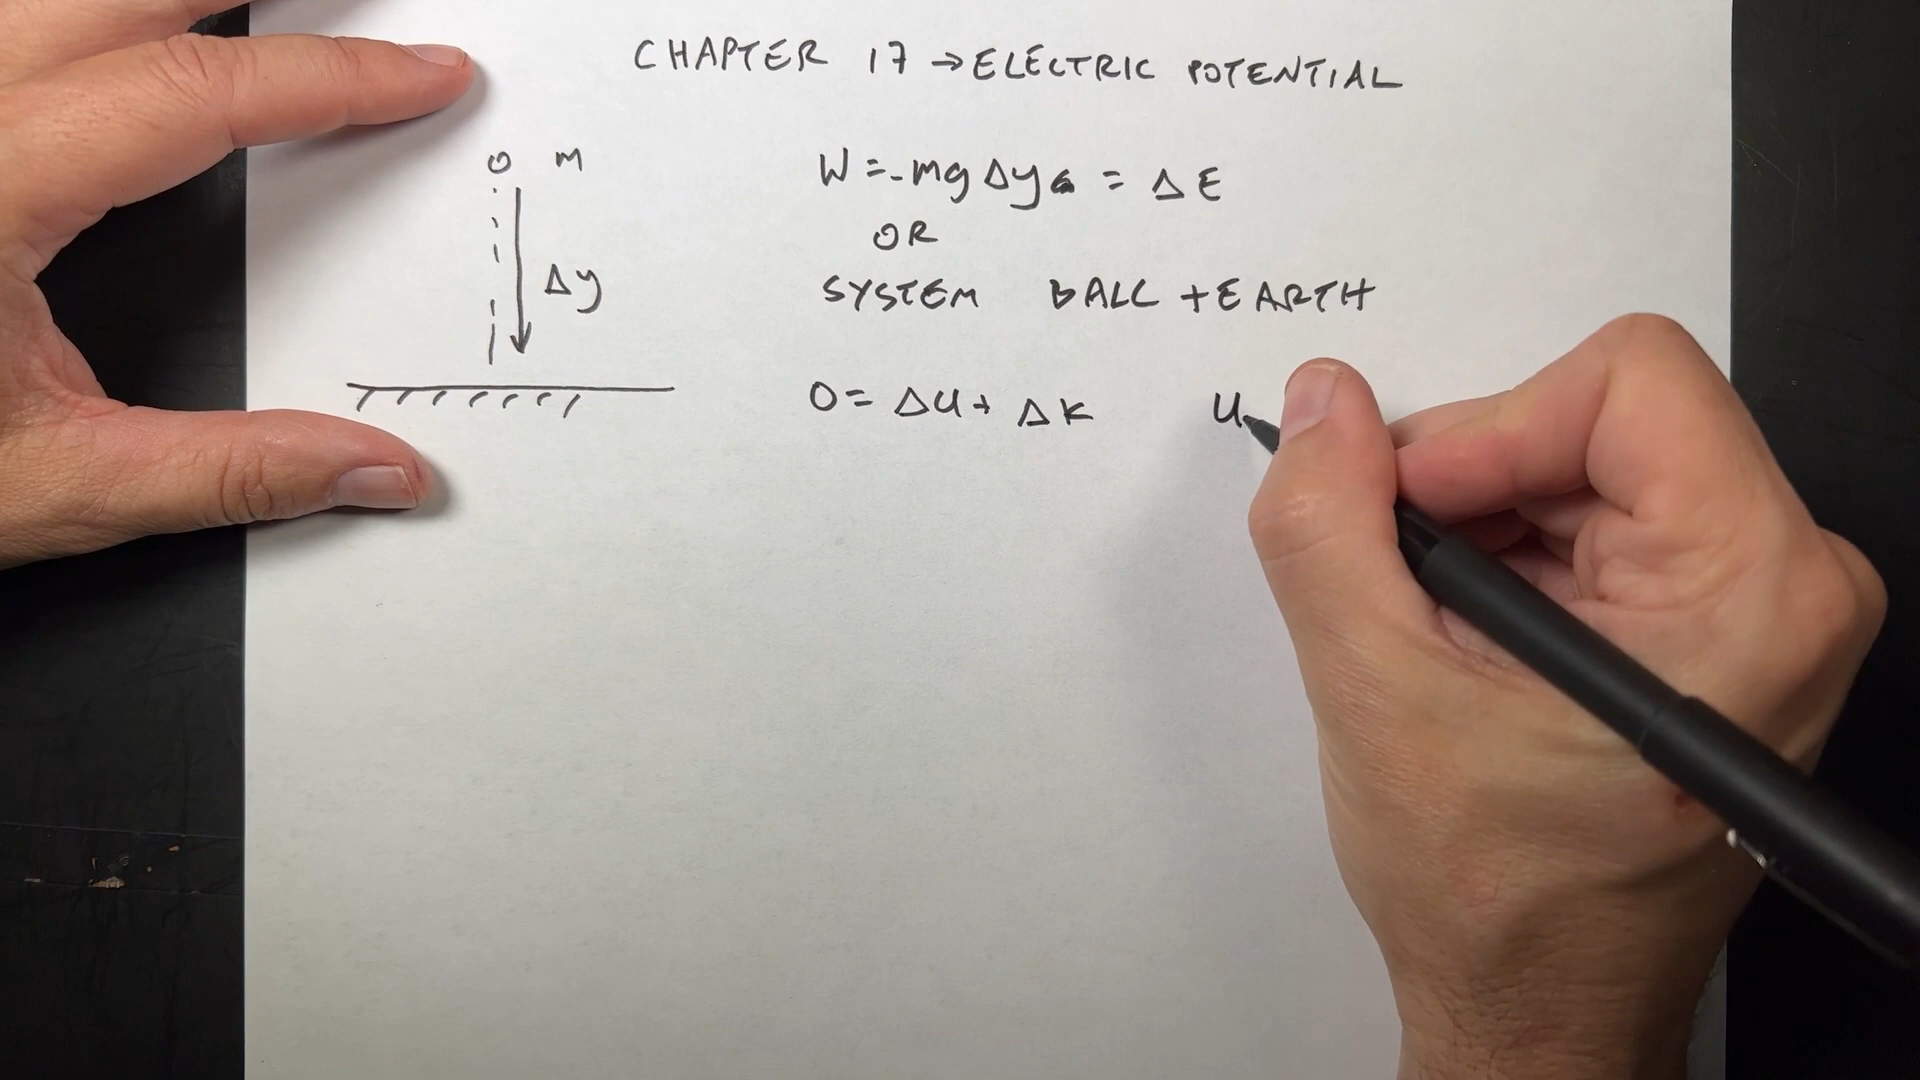 CHAPTER 17 → ELECTRIC POTENTIAL
m
Δy
W = -mgΔy = ΔE
OR
SYSTEM BALL + EARTH
0 = ΔU + ΔK U